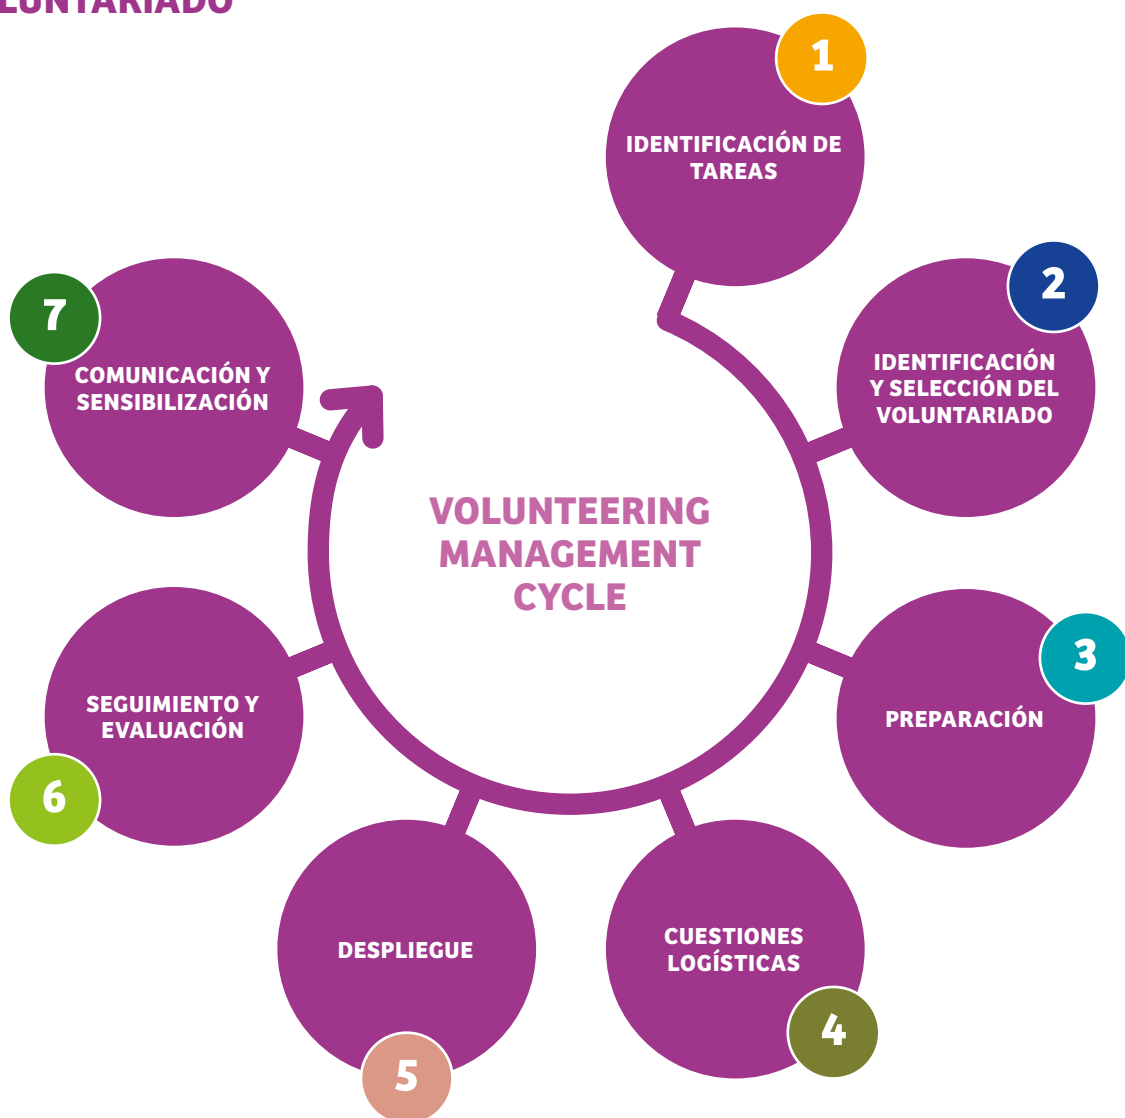 LUNTARIADO
1
IDENTIFICACIÓN DE
TAREAS
2
IDENTIFICACIÓN
Y SELECCIÓN DEL
VOLUNTARIADO
3
PREPARACIÓN
4
CUESTIONES
LOGÍSTICAS
5
DESPLIEGUE
6
SEGUIMIENTO Y
EVALUACIÓN
7
COMUNICACIÓN Y
SENSIBILIZACIÓN
VOLUNTEERING
MANAGEMENT
CYCLE